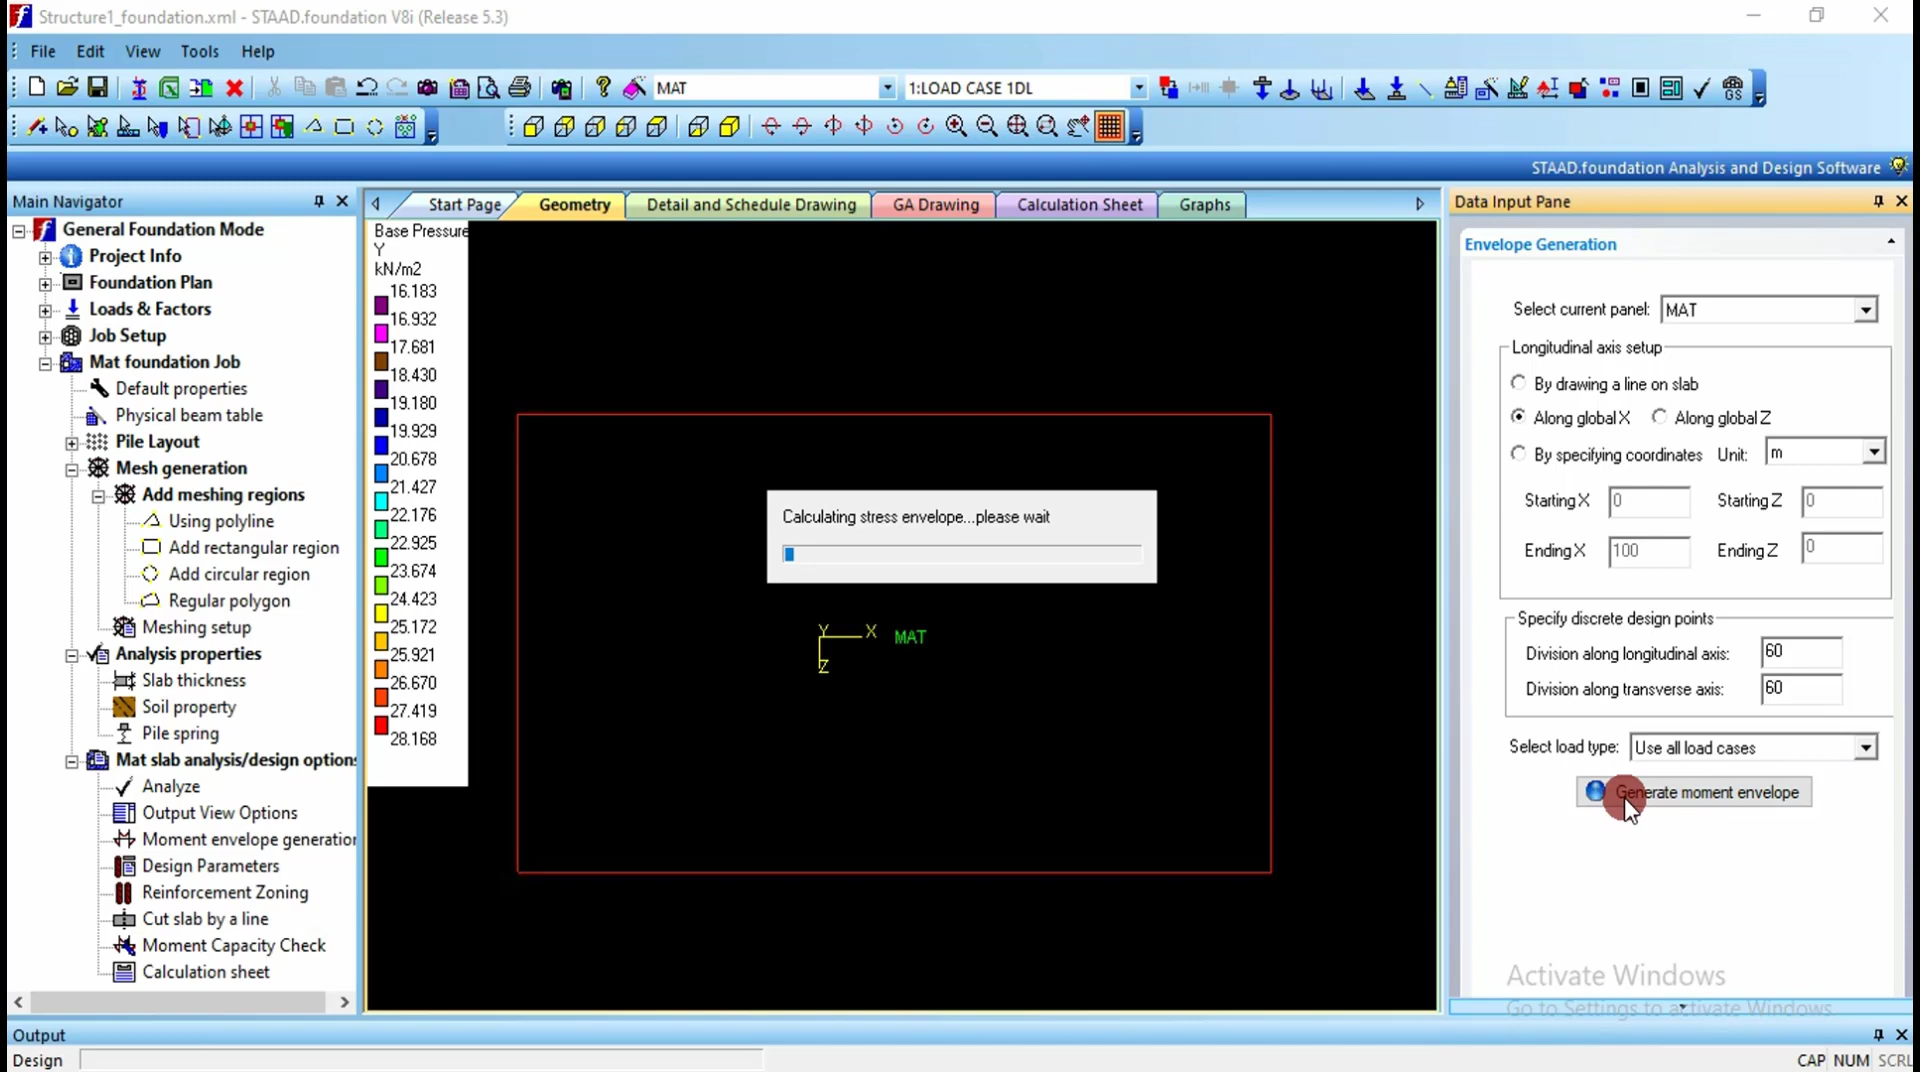 Structure1_foundation.xml - STAAD.foundation V8i (Release 5.3)
File Edit View Tools Help
MAT 1:LOAD CASE 1DL
GS
STAAD.foundation Analysis and Design Software
Main Navigator
General Foundation Mode
Project Info
Foundation Plan
Loads & Factors
Job Setup
Mat foundation Job
Default properties
Physical beam table
Pile Layout
Mesh generation
Add meshing regions
Using polyline
Add rectangular region
Add circular region
Regular polygon
Meshing setup
Analysis properties
Slab thickness
Soil property
Pile spring
Mat slab analysis/design options
Analyze
Output View Options
Moment envelope generation
Design Parameters
Reinforcement Zoning
Cut slab by a line
Moment Capacity Check
Calculation sheet
Start Page Geometry Detail and Schedule Drawing GA Drawing Calculation Sheet Graphs
Base Pressure
Y
kN/m2
16.183
16.932
17.681
18.430
19.180
19.929
20.678
21.427
22.176
22.925
23.674
24.423
25.172
25.921
26.670
27.419
28.168
Calculating stress envelope...please wait
Y X MAT
Z
Data Input Pane
Envelope Generation
Select current panel: MAT
Longitudinal axis setup
By drawing a line on slab
Along global X Along global Z
By specifying coordinates Unit: m
Starting X 0 Starting Z 0
Ending X 100 Ending Z 0
Specify discrete design points
Division along longitudinal axis: 60
Division along transverse axis: 60
Select load type: Use all load cases
Generate moment envelope
Activate Windows
Go to Settings to activate Windows.
Output
Design
CAP NUM SCRL